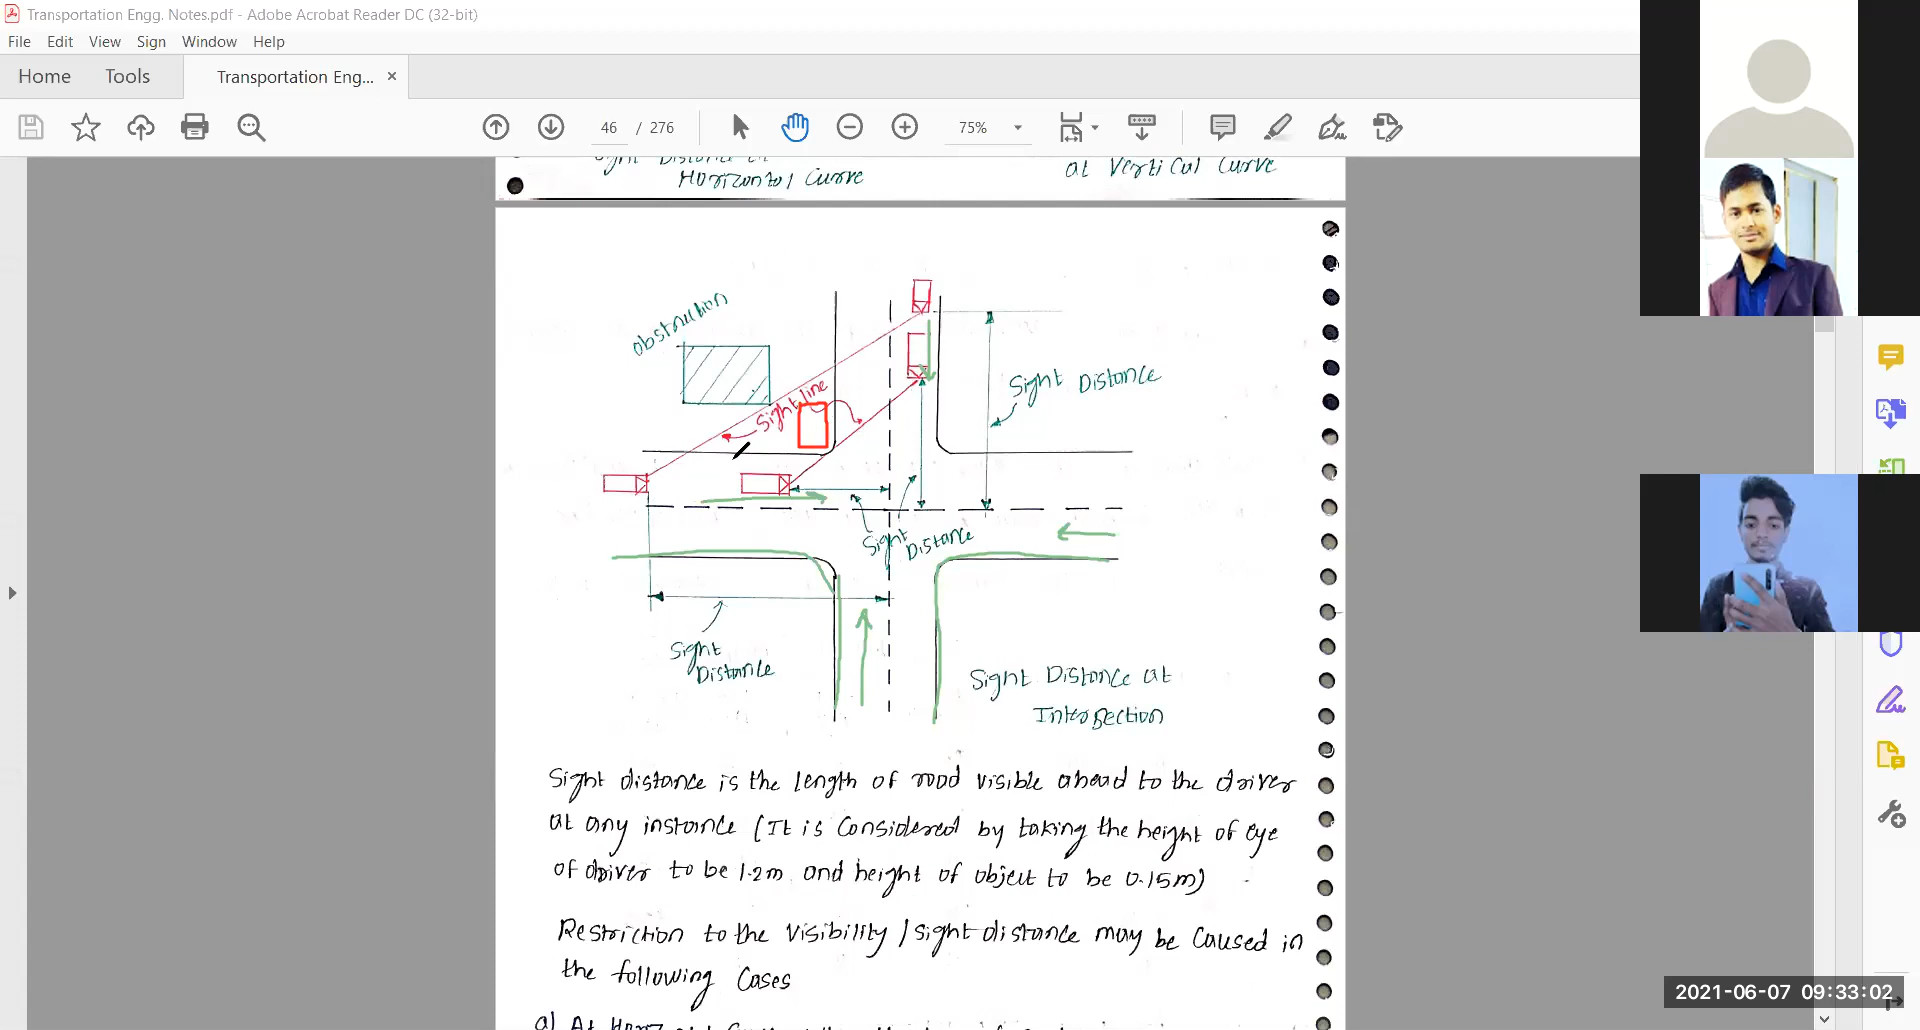 Transportation Engg. Notes.pdf - Adobe Acrobat Reader DC (32-bit)
File Edit View Sign Window Help
Home Tools Transportation Eng... ×
46 / 276 75%
Sight Distance at
Horizontal Curve
at Vertical Curve
obstruction
Sight Distance
Sight line
Sight
Distance
Sight
Distance
Sight Distance at
Intersection
Sight distance is the length of road visible ahead to the driver
at any instance (It is Considered by taking the height of eye
of driver to be 1.2m and height of object to be 0.15m)
Restriction to the visibility / sight distance may be caused in
the following Cases
2021-06-07 09:33:02